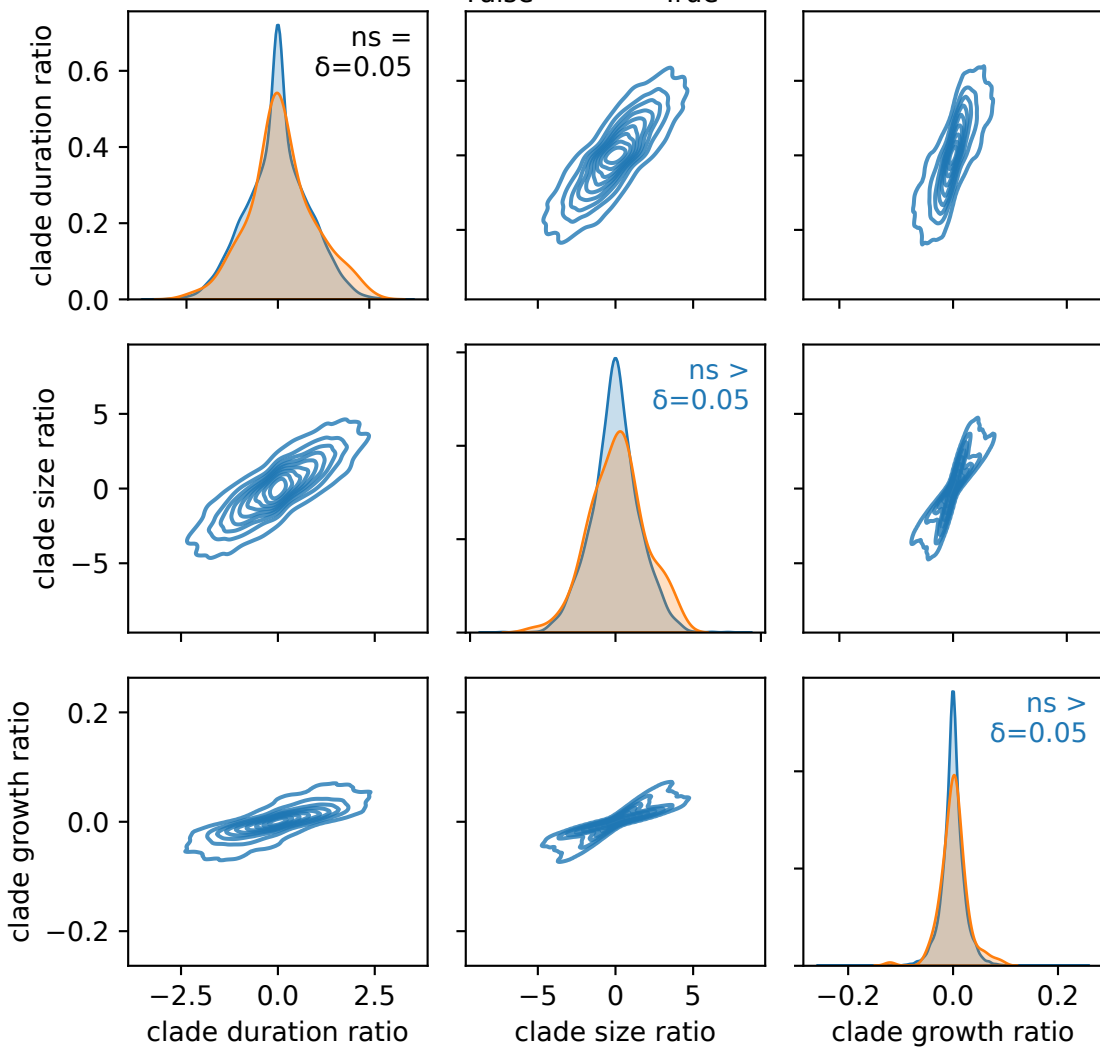 clade duration ratio
0.6
0.4
0.2
0.0
ns =
δ=0.05
clade size ratio
5
0
−5
ns >
δ=0.05
clade growth ratio
0.2
0.0
−0.2
ns >
δ=0.05
−2.5 0.0 2.5
−5 0 5
−0.2 0.0 0.2
clade duration ratio
clade size ratio
clade growth ratio